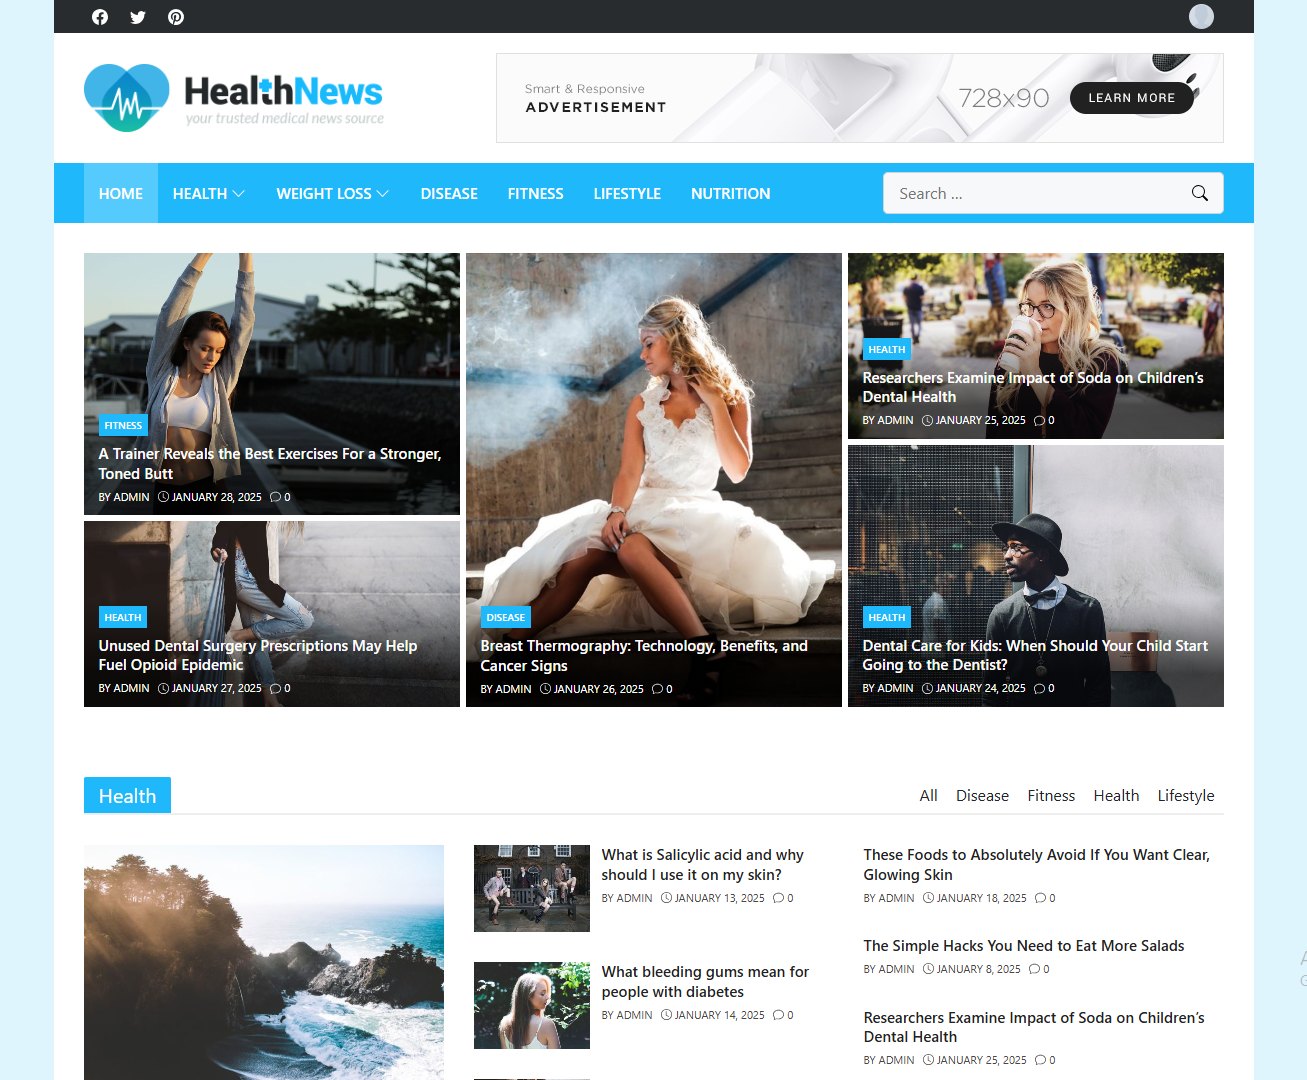 HealthNews
your trusted medical news source
Smart & Responsive
ADVERTISEMENT
728x90
LEARN MORE
HOME
HEALTH
WEIGHT LOSS
DISEASE
FITNESS
LIFESTYLE
NUTRITION
Search ...
FITNESS
A Trainer Reveals the Best Exercises For a Stronger,
Toned Butt
BY ADMIN JANUARY 28, 2025 0
HEALTH
Unused Dental Surgery Prescriptions May Help
Fuel Opioid Epidemic
BY ADMIN JANUARY 27, 2025 0
DISEASE
Breast Thermography: Technology, Benefits, and
Cancer Signs
BY ADMIN JANUARY 26, 2025 0
HEALTH
Researchers Examine Impact of Soda on Children’s
Dental Health
BY ADMIN JANUARY 25, 2025 0
HEALTH
Dental Care for Kids: When Should Your Child Start
Going to the Dentist?
BY ADMIN JANUARY 24, 2025 0
Health
All
Disease
Fitness
Health
Lifestyle
What is Salicylic acid and why
should I use it on my skin?
BY ADMIN JANUARY 13, 2025 0
What bleeding gums mean for
people with diabetes
BY ADMIN JANUARY 14, 2025 0
These Foods to Absolutely Avoid If You Want Clear,
Glowing Skin
BY ADMIN JANUARY 18, 2025 0
The Simple Hacks You Need to Eat More Salads
BY ADMIN JANUARY 8, 2025 0
Researchers Examine Impact of Soda on Children’s
Dental Health
BY ADMIN JANUARY 25, 2025 0